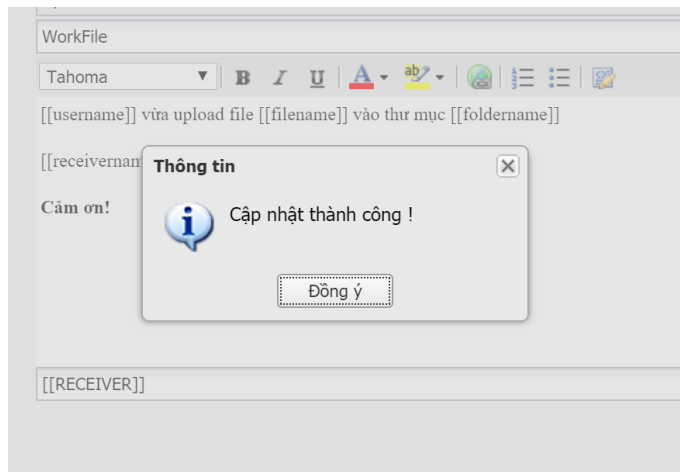 WorkFile
Tahoma
B I U A ab
[[username]] vừa upload file [[filename]] vào thư mục [[foldername]]
[[receivernam
Thông tin
Cảm ơn!
Cập nhật thành công !
Đồng ý
[[RECEIVER]]